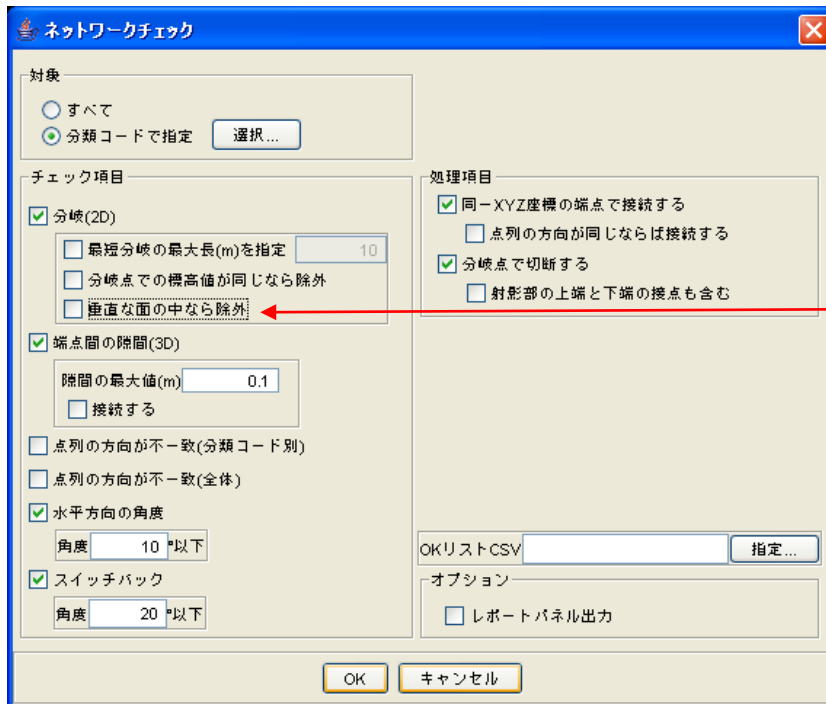 ネットワークチェック
対象
すべて
分類コードで指定 選択...
チェック項目
分岐(2D)
最短分岐の最大長(m)を指定 10
分岐点での標高値が同じなら除外
垂直な面の中なら除外
端点間の隙間(3D)
隙間の最大値(m) 0.1
接続する
点列の方向が不一致(分類コード別)
点列の方向が不一致(全体)
水平方向の角度
角度 10 °以下
スイッチバック
角度 20 °以下
処理項目
同一XYZ座標の端点で接続する
点列の方向が同じならば接続する
分岐点で切断する
射影部の上端と下端の接点も含む
OKリストCSV 指定...
オプション
レポートパネル出力
OK キャンセル